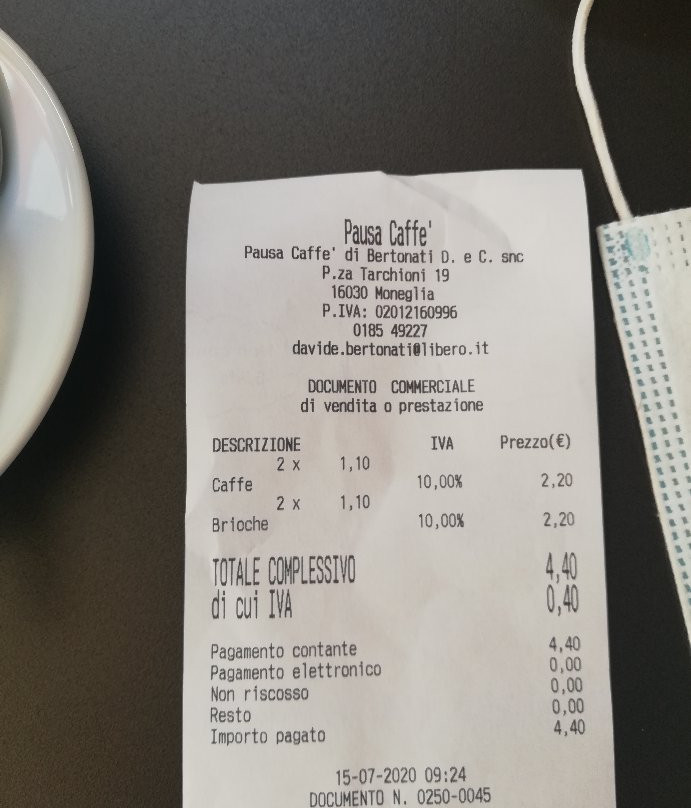 Pausa Caffe'
Pausa Caffe' di Bertonati D. e C. snc
P.za Tarchioni 19
16030 Moneglia
P.IVA: 02012160996
0185 49227
davide.bertonati@libero.it
DOCUMENTO COMMERCIALE
di vendita o prestazione
DESCRIZIONE IVA Prezzo(€)
2 x 1,10
Caffe 10,00% 2,20
2 x 1,10
Brioche 10,00% 2,20
TOTALE COMPLESSIVO 4,40
di cui IVA 0,40
Pagamento contante 4,40
Pagamento elettronico 0,00
Non riscosso 0,00
Resto 0,00
Importo pagato 4,40
15-07-2020 09:24
DOCUMENTO N. 0250-0045